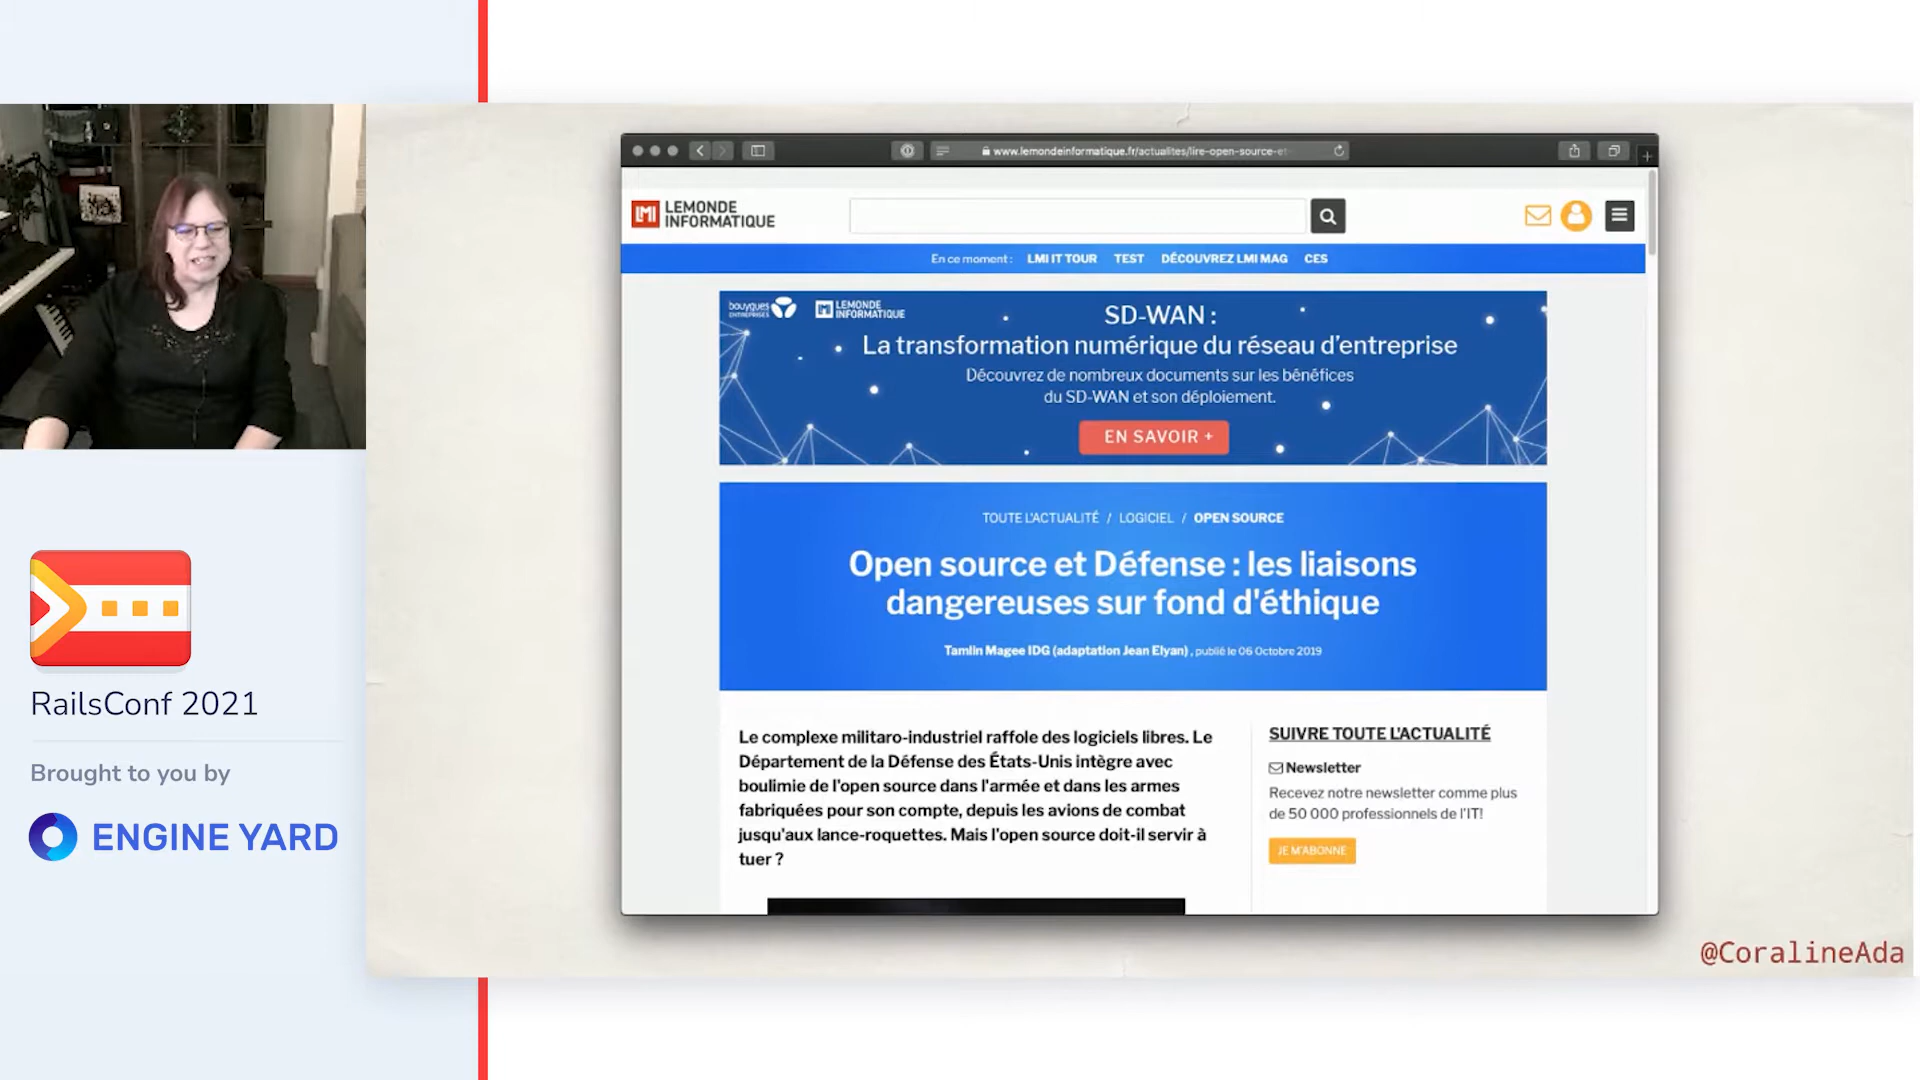 www.lemondeinformatique.fr/actualites/lire-open-source-et
LMI LEMONDE
INFORMATIQUE
En ce moment : LMI IT TOUR TEST DÉCOUVREZ LMI MAG CES
bouygues
ENTREPRISES
LMI LEMONDE
INFORMATIQUE
SD-WAN :
La transformation numérique du réseau d'entreprise
Découvrez de nombreux documents sur les bénéfices
du SD-WAN et son déploiement.
EN SAVOIR +
TOUTE L'ACTUALITÉ / LOGICIEL / OPEN SOURCE
Open source et Défense : les liaisons
dangereuses sur fond d'éthique
Tamlin Magee IDG (adaptation Jean Elyan) , publié le 06 Octobre 2019
Le complexe militaro-industriel raffole des logiciels libres. Le
Département de la Défense des États-Unis intègre avec
boulimie de l'open source dans l'armée et dans les armes
fabriquées pour son compte, depuis les avions de combat
jusqu'aux lance-roquettes. Mais l'open source doit-il servir à
tuer ?
SUIVRE TOUTE L'ACTUALITÉ
Newsletter
Recevez notre newsletter comme plus
de 50 000 professionnels de l'IT!
JE M'ABONNE
RailsConf 2021
Brought to you by
ENGINE YARD
@CoralineAda